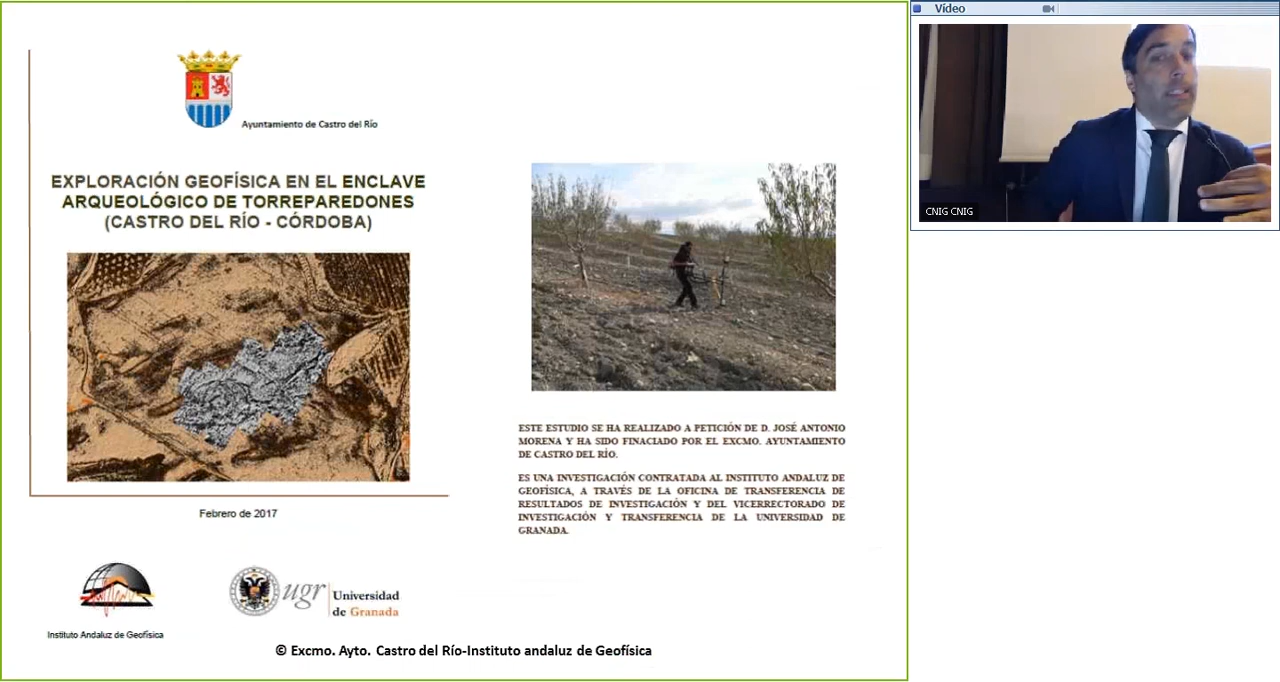 Ayuntamiento de Castro del Río
EXPLORACIÓN GEOFÍSICA EN EL ENCLAVE
ARQUEOLÓGICO DE TORREPAREDONES
(CASTRO DEL RÍO - CÓRDOBA)
Febrero de 2017
Instituto Andaluz de Geofísica
ugr
Universidad
de Granada
ESTE ESTUDIO SE HA REALIZADO A PETICIÓN DE D. JOSÉ ANTONIO
MORENA Y HA SIDO FINACIADO POR EL EXCMO. AYUNTAMIENTO
DE CASTRO DEL RÍO.
ES UNA INVESTIGACIÓN CONTRATADA AL INSTITUTO ANDALUZ DE
GEOFÍSICA, A TRAVÉS DE LA OFICINA DE TRANSFERENCIA DE
RESULTADOS DE INVESTIGACIÓN Y DEL VICERRECTORADO DE
INVESTIGACIÓN Y TRANSFERENCIA DE LA UNIVERSIDAD DE
GRANADA.
© Excmo. Ayto. Castro del Río-Instituto andaluz de Geofísica
Vídeo
CNIG CNIG